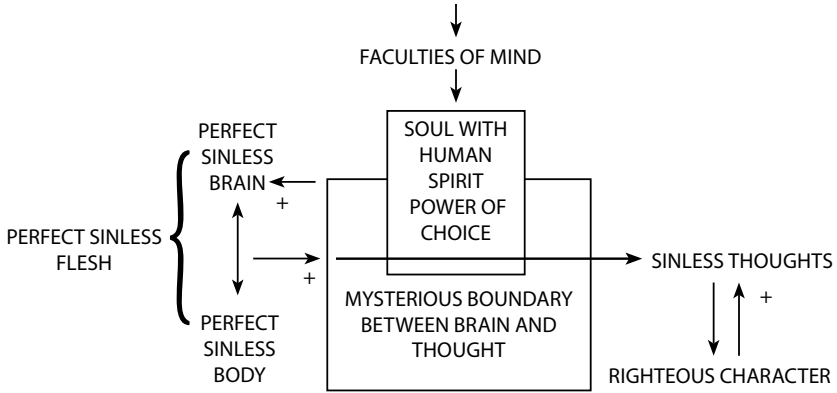 FACULTIES OF MIND
SOUL WITH
HUMAN
SPIRIT
POWER OF
CHOICE
PERFECT
SINLESS
BRAIN
+
PERFECT SINLESS
FLESH
+
PERFECT
SINLESS
BODY
MYSTERIOUS BOUNDARY
BETWEEN BRAIN AND
THOUGHT
SINLESS THOUGHTS
+
RIGHTEOUS CHARACTER